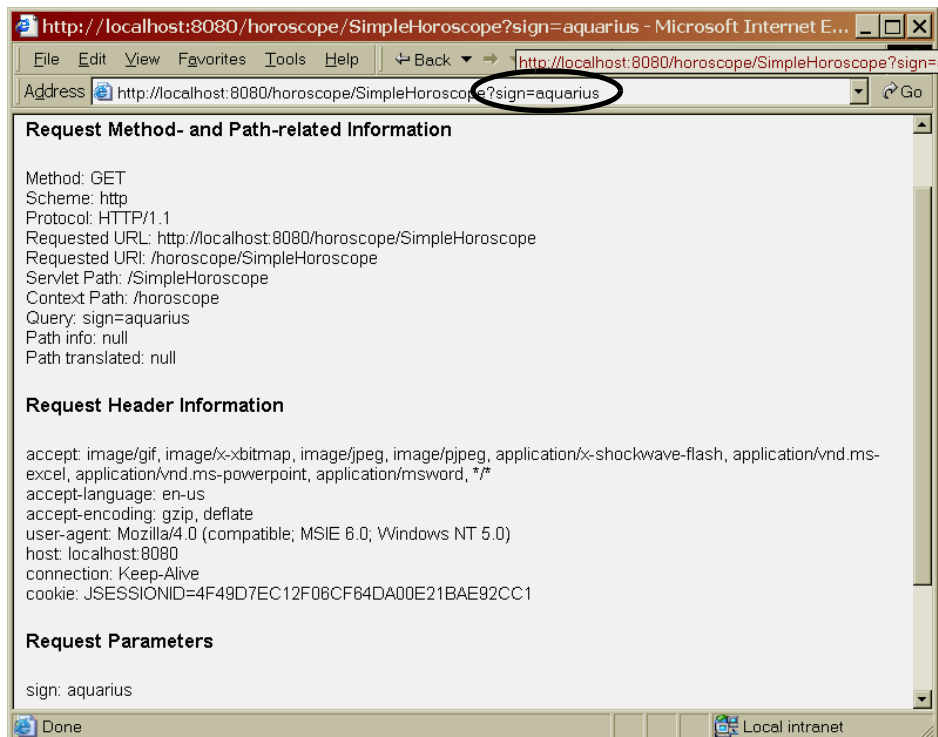 http://localhost:8080/horoscope/SimpleHoroscope?sign=aquarius - Microsoft Internet E...
File Edit View Favorites Tools Help Back
http://localhost:8080/horoscope/SimpleHoroscope?sign=
Address http://localhost:8080/horoscope/SimpleHoroscope?sign=aquarius Go
Request Method- and Path-related Information
Method: GET
Scheme: http
Protocol: HTTP/1.1
Requested URL: http://localhost:8080/horoscope/SimpleHoroscope
Requested URI: /horoscope/SimpleHoroscope
Servlet Path: /SimpleHoroscope
Context Path: /horoscope
Query: sign=aquarius
Path info: null
Path translated: null
Request Header Information
accept: image/gif, image/x-xbitmap, image/jpeg, image/pjpeg, application/x-shockwave-flash, application/vnd.ms-
excel, application/vnd.ms-powerpoint, application/msword, */*
accept-language: en-us
accept-encoding: gzip, deflate
user-agent: Mozilla/4.0 (compatible; MSIE 6.0; Windows NT 5.0)
host: localhost:8080
connection: Keep-Alive
cookie: JSESSIONID=4F49D7EC12F06CF64DA00E21BAE92CC1
Request Parameters
sign: aquarius
Done Local intranet